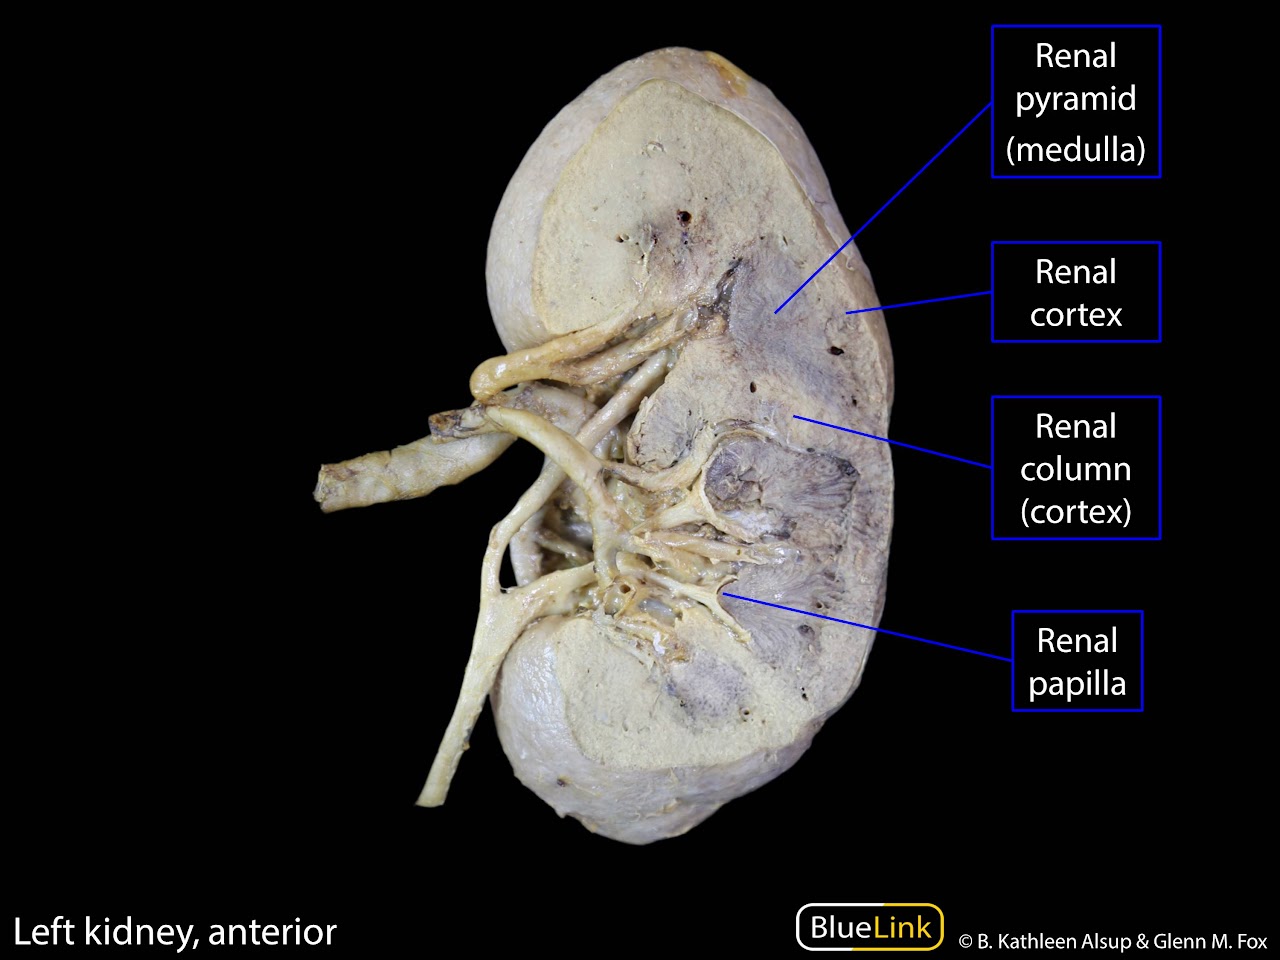 Renal
pyramid
(medulla)
Renal
cortex
Renal
column
(cortex)
Renal
papilla
Left kidney, anterior
BlueLink
© B. Kathleen Alsup & Glenn M. Fox